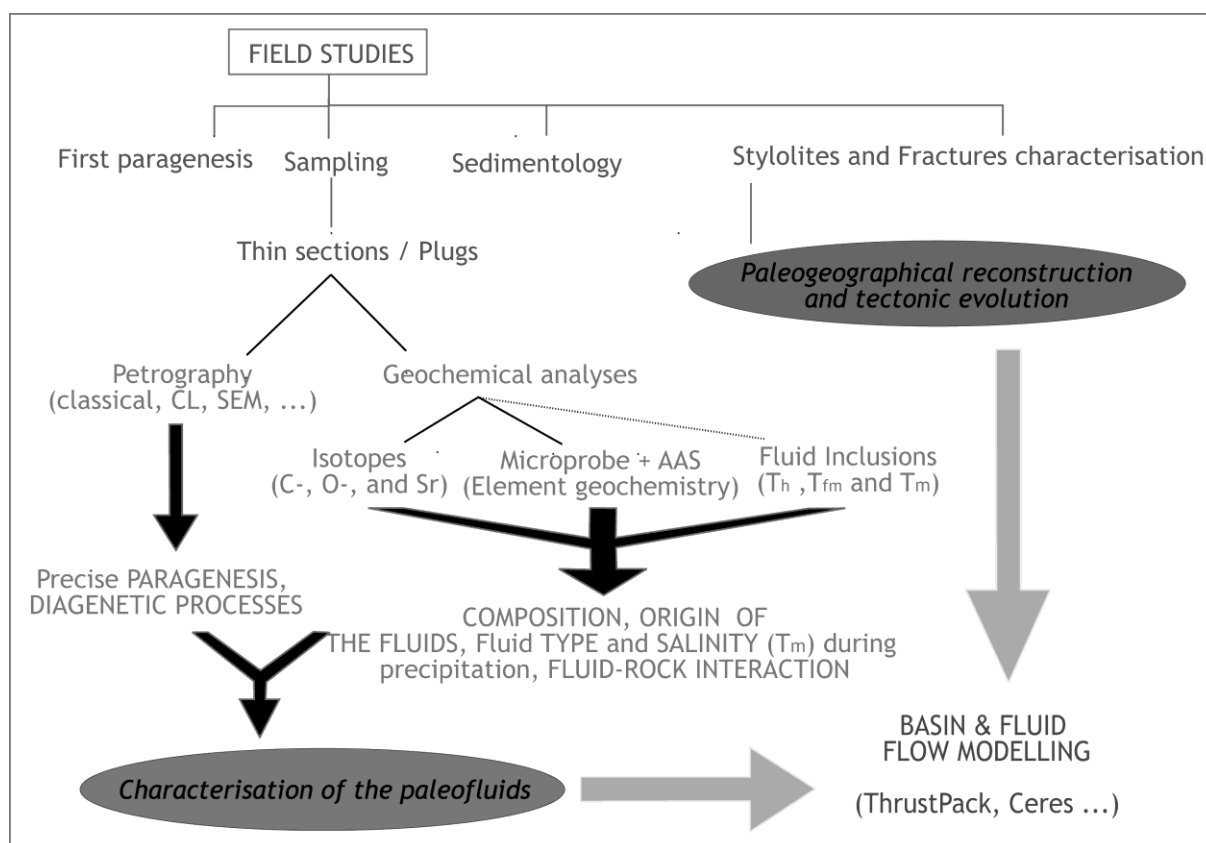 FIELD STUDIES
First paragenesis
Sampling
Sedimentology
Stylolites and Fractures characterisation
Thin sections / Plugs
Paleogeographical reconstruction
and tectonic evolution
Petrography
(classical, CL, SEM, ...)
Geochemical analyses
Isotopes
(C-, O-, and Sr)
Microprobe + AAS
(Element geochemistry)
Fluid Inclusions
(Th ,Tfm and Tm)
Precise PARAGENESIS,
DIAGENETIC PROCESSES
COMPOSITION, ORIGIN OF
THE FLUIDS, Fluid TYPE and SALINITY (Tm) during
precipitation, FLUID-ROCK INTERACTION
BASIN & FLUID
FLOW MODELLING
(ThrustPack, Ceres ...)
Characterisation of the paleofluids